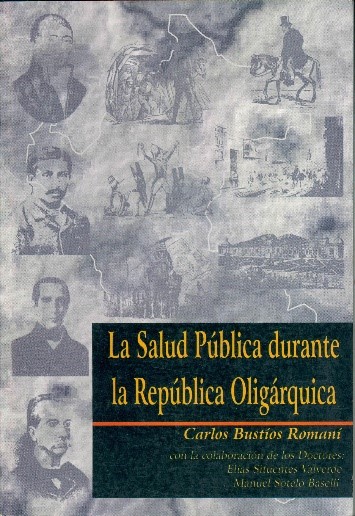 La Salud Pública durante
la República Oligárquica
Carlos Bustíos Romaní
con la colaboración de los Doctores:
Elías Sifuentes Valverde
Manuel Sotelo Baselli